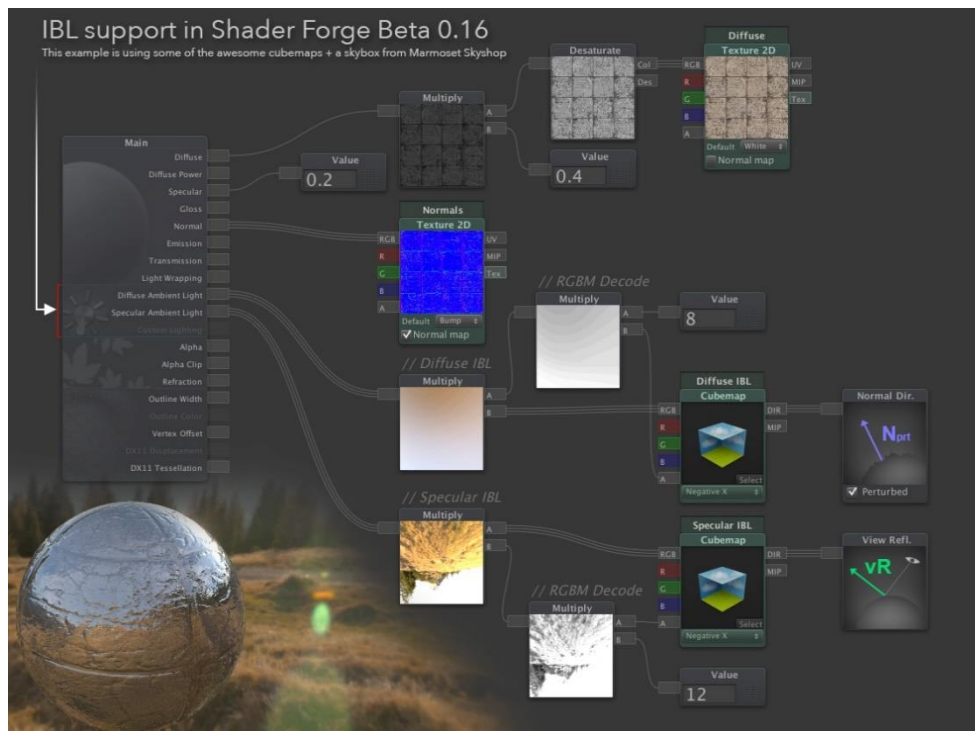 IBL support in Shader Forge Beta 0.16
This example is using some of the awesome cubemaps + a skybox from Marmoset Skyshop
Main
Diffuse
Diffuse Power
Specular
Gloss
Normal
Emission
Transmission
Light Wrapping
Diffuse Ambient Light
Specular Ambient Light
Custom Lighting
Alpha
Alpha Clip
Refraction
Outline Width
Outline Color
Vertex Offset
DX11 Displacement
DX11 Tessellation
Value
0.2
Multiply
A
B
Desaturate
Col
Des
Value
0.4
Diffuse
Texture 2D
RGB
R
G
B
A
UV
MIP
Tex
Default White
Normal map
Normals
Texture 2D
RGB
R
G
B
A
UV
MIP
Tex
Default Bump
Normal map
// RGBM Decode
Multiply
A
B
Value
8
// Diffuse IBL
Multiply
A
B
Diffuse IBL
Cubemap
RGB
R
G
B
A
DIR
MIP
Select
Negative X
Normal Dir.
Nprt
Perturbed
// Specular IBL
Multiply
A
B
Specular IBL
Cubemap
RGB
R
G
B
A
DIR
MIP
Select
Negative X
View Refl.
vR
// RGBM Decode
Multiply
A
B
Value
12